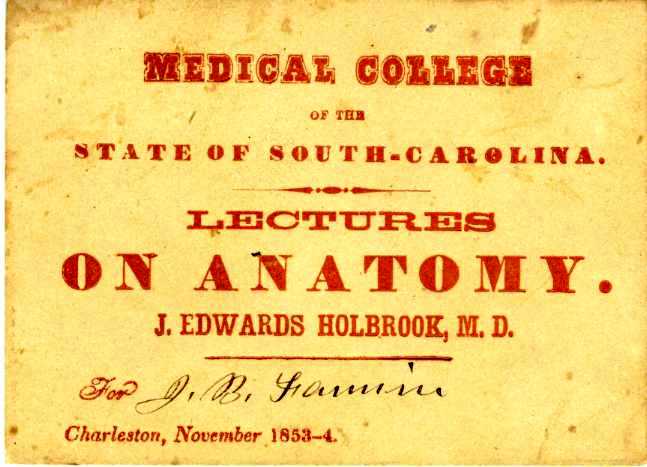 MEDICAL COLLEGE
OF THE
STATE OF SOUTH-CAROLINA.
LECTURES
ON ANATOMY.
J. EDWARDS HOLBROOK, M. D.
For J. B.
Charleston, November 1853-4.